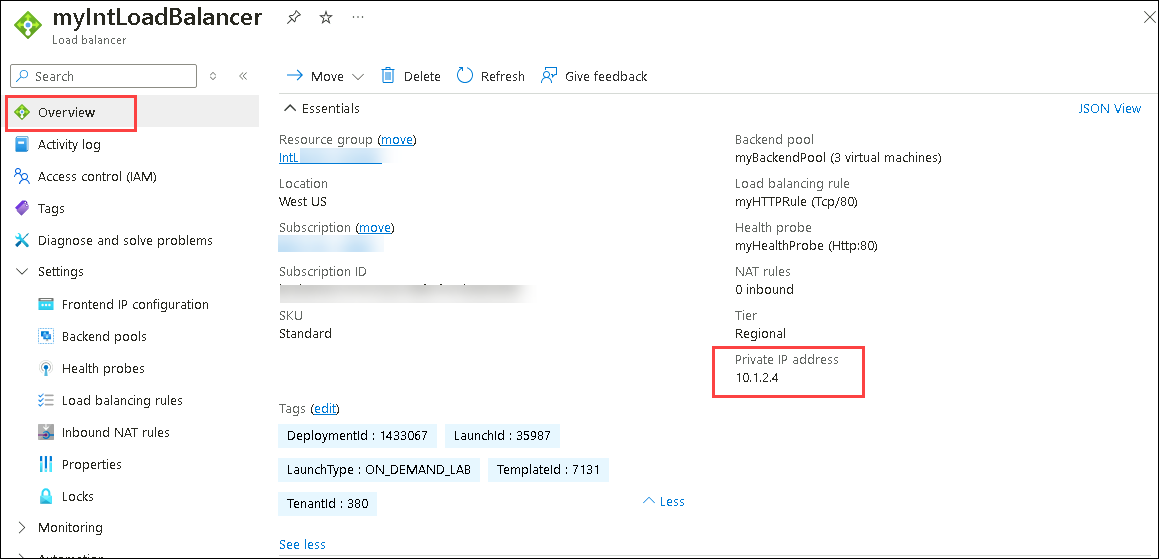 myIntLoadBalancer
Load balancer
Search
Move
Delete
Refresh
Give feedback
Overview
Activity log
Access control (IAM)
Tags
Diagnose and solve problems
Settings
Frontend IP configuration
Backend pools
Health probes
Load balancing rules
Inbound NAT rules
Properties
Locks
Monitoring
Automation
Essentials
JSON View
Resource group (move)
IntL
Location
West US
Subscription (move)
Subscription ID
SKU
Standard
Backend pool
myBackendPool (3 virtual machines)
Load balancing rule
myHTTPRule (Tcp/80)
Health probe
myHealthProbe (Http:80)
NAT rules
0 inbound
Tier
Regional
Private IP address
10.1.2.4
Tags (edit)
DeploymentId : 1433067
LaunchId : 35987
LaunchType : ON_DEMAND_LAB
TemplateId : 7131
TenantId : 380
Less
See less